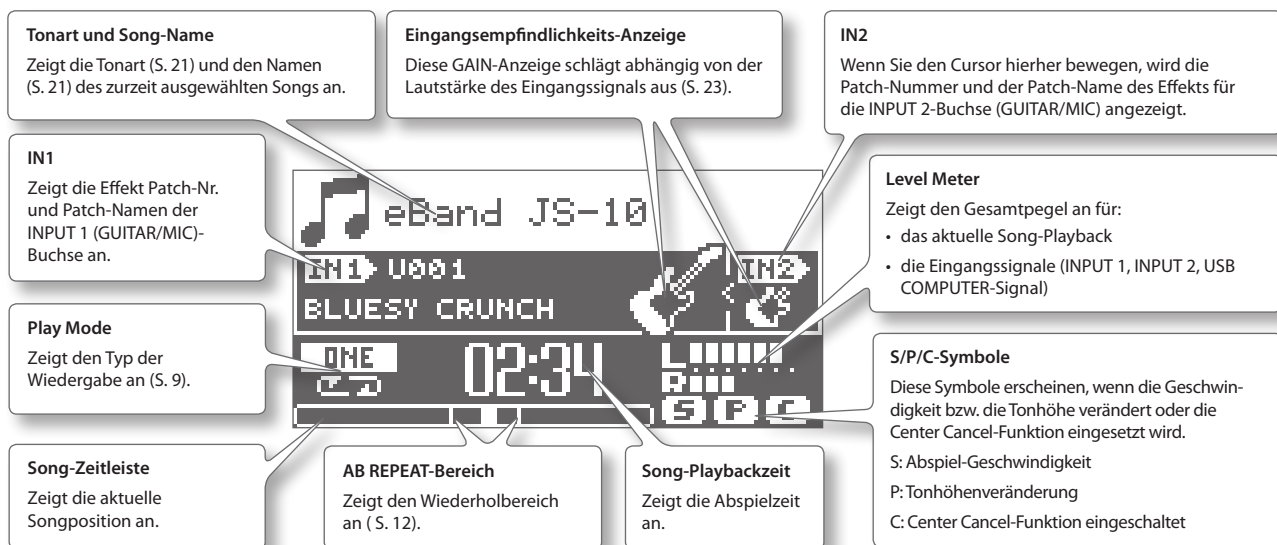 Tonart und Song-Name
Zeigt die Tonart (S. 21) und den Namen
(S. 21) des zurzeit ausgewählten Songs an.
Eingangsempfindlichkeits-Anzeige
Diese GAIN-Anzeige schlägt abhängig von der
Lautstärke des Eingangssignals aus (S. 23).
IN2
Wenn Sie den Cursor hierher bewegen, wird die
Patch-Nummer und der Patch-Name des Effekts für
die INPUT 2-Buchse (GUITAR/MIC) angezeigt.
IN1
Zeigt die Effekt Patch-Nr.
und Patch-Namen der
INPUT 1 (GUITAR/MIC)-
Buchse an.
Level Meter
Zeigt den Gesamtpegel an für:
• das aktuelle Song-Playback
• die Eingangssignale (INPUT 1, INPUT 2, USB
COMPUTER-Signal)
eBand JS-10
IN1 U001 IN2
BLUESY CRUNCH
ONE 02:34 L
R
S P C
Play Mode
Zeigt den Typ der
Wiedergabe an (S. 9).
S/P/C-Symbole
Diese Symbole erscheinen, wenn die Geschwin-
digkeit bzw. die Tonhöhe verändert oder die
Center Cancel-Funktion eingesetzt wird.
S: Abspiel-Geschwindigkeit
P: Tonhöhenveränderung
C: Center Cancel-Funktion eingeschaltet
Song-Zeitleiste
Zeigt die aktuelle
Songposition an.
AB REPEAT-Bereich
Zeigt den Wiederholbereich
an ( S. 12).
Song-Playbackzeit
Zeigt die Abspielzeit
an.